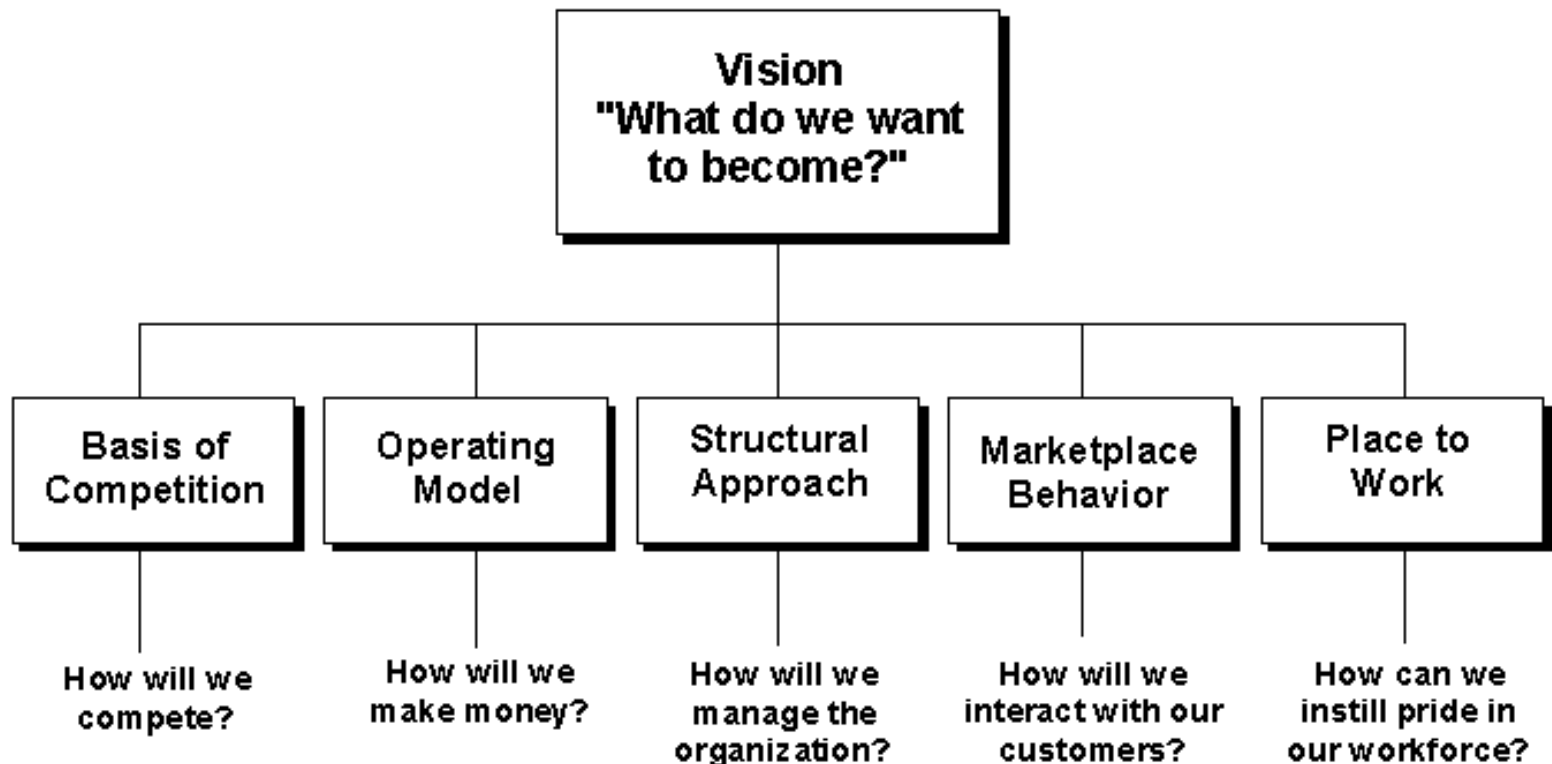 Vision
"What do we want
to become?"
Basis of
Competition
Operating
Model
Structural
Approach
Marketplace
Behavior
Place to
Work
How will we
compete?
How will we
make money?
How will we
manage the
organization?
How will we
interact with our
customers?
How can we
instill pride in
our workforce?